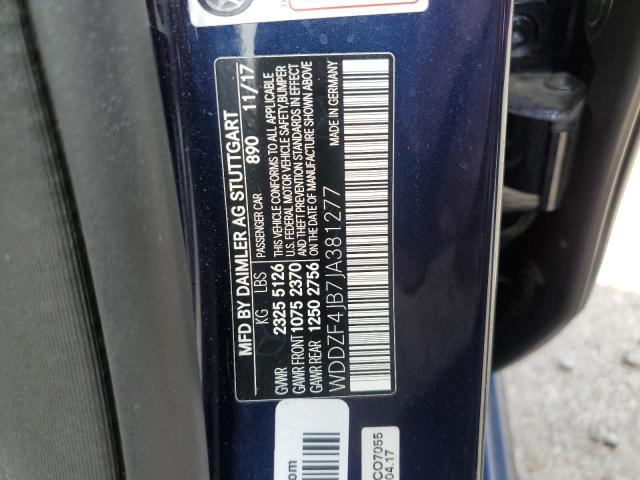 MFD BY DAIMLER AG STUTTGART
KG LBS PASSENGER CAR 890 11/17
GVWR 2325 5126 THIS VEHICLE CONFORMS TO ALL APPLICABLE
GAWR FRONT 1075 2370 U.S. FEDERAL MOTOR VEHICLE SAFETY,BUMPER
AND THEFT PREVENTION STANDARDS IN EFFECT
GAWR REAR 1250 2756 ON THE DATE OF MANUFACTURE SHOWN ABOVE
WDDZF4JB7JA381277 MADE IN GERMANY
.com
CO7055
04.17